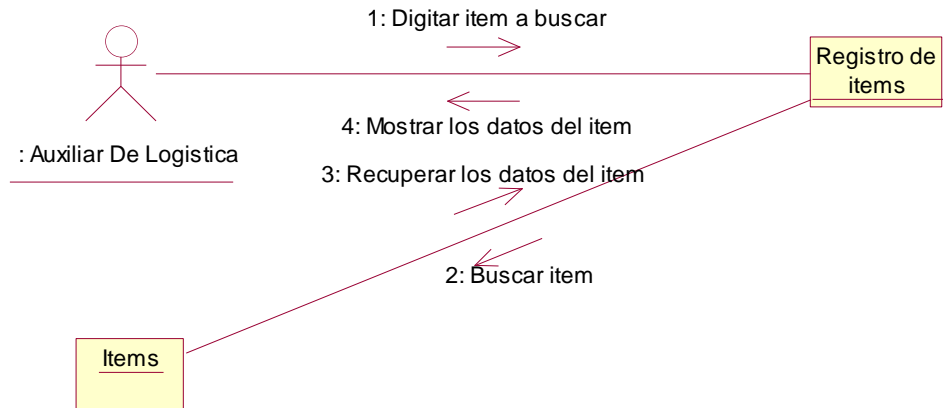 1: Digitar item a buscar
Registro de
items
4: Mostrar los datos del item
: Auxiliar De Logistica
3: Recuperar los datos del item
2: Buscar item
Items